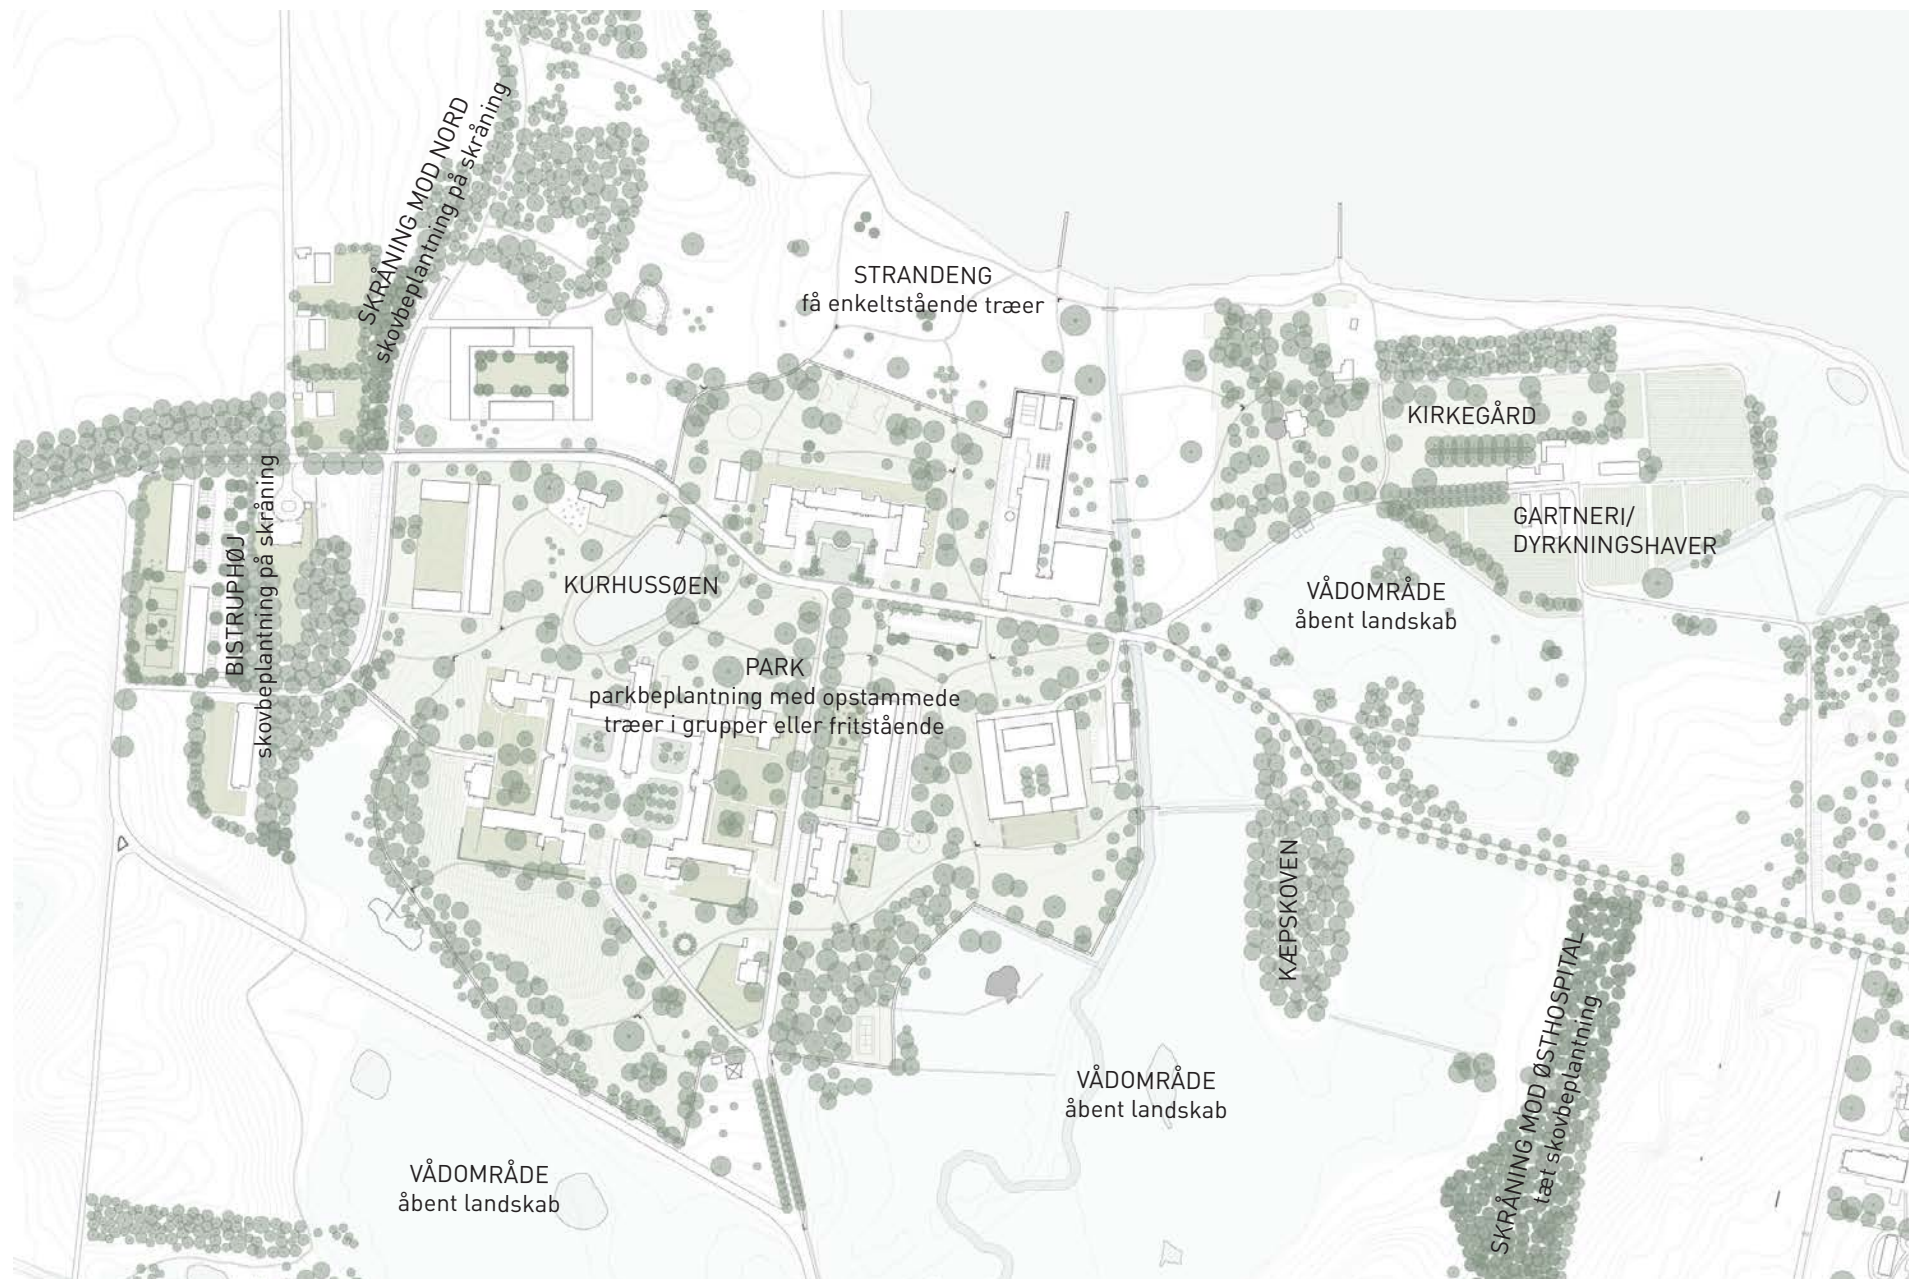 SKRÅNING MOD NORD
skovbeplantning på skråning
STRANDENG
få enkeltstående træer
KIRKEGÅRD
BISTRUPHØJ
skovbeplantning på skråning
GARTNERI/
DYRKNINGSHAVER
KURHUSSØEN
VÅDOMRÅDE
åbent landskab
PARK
parkbeplantning med opstammede
træer i grupper eller fritstående
KÆPSKOVEN
SKRÅNING MOD ØSTHOSPITAL
tæt skovbeplantning
VÅDOMRÅDE
åbent landskab
VÅDOMRÅDE
åbent landskab